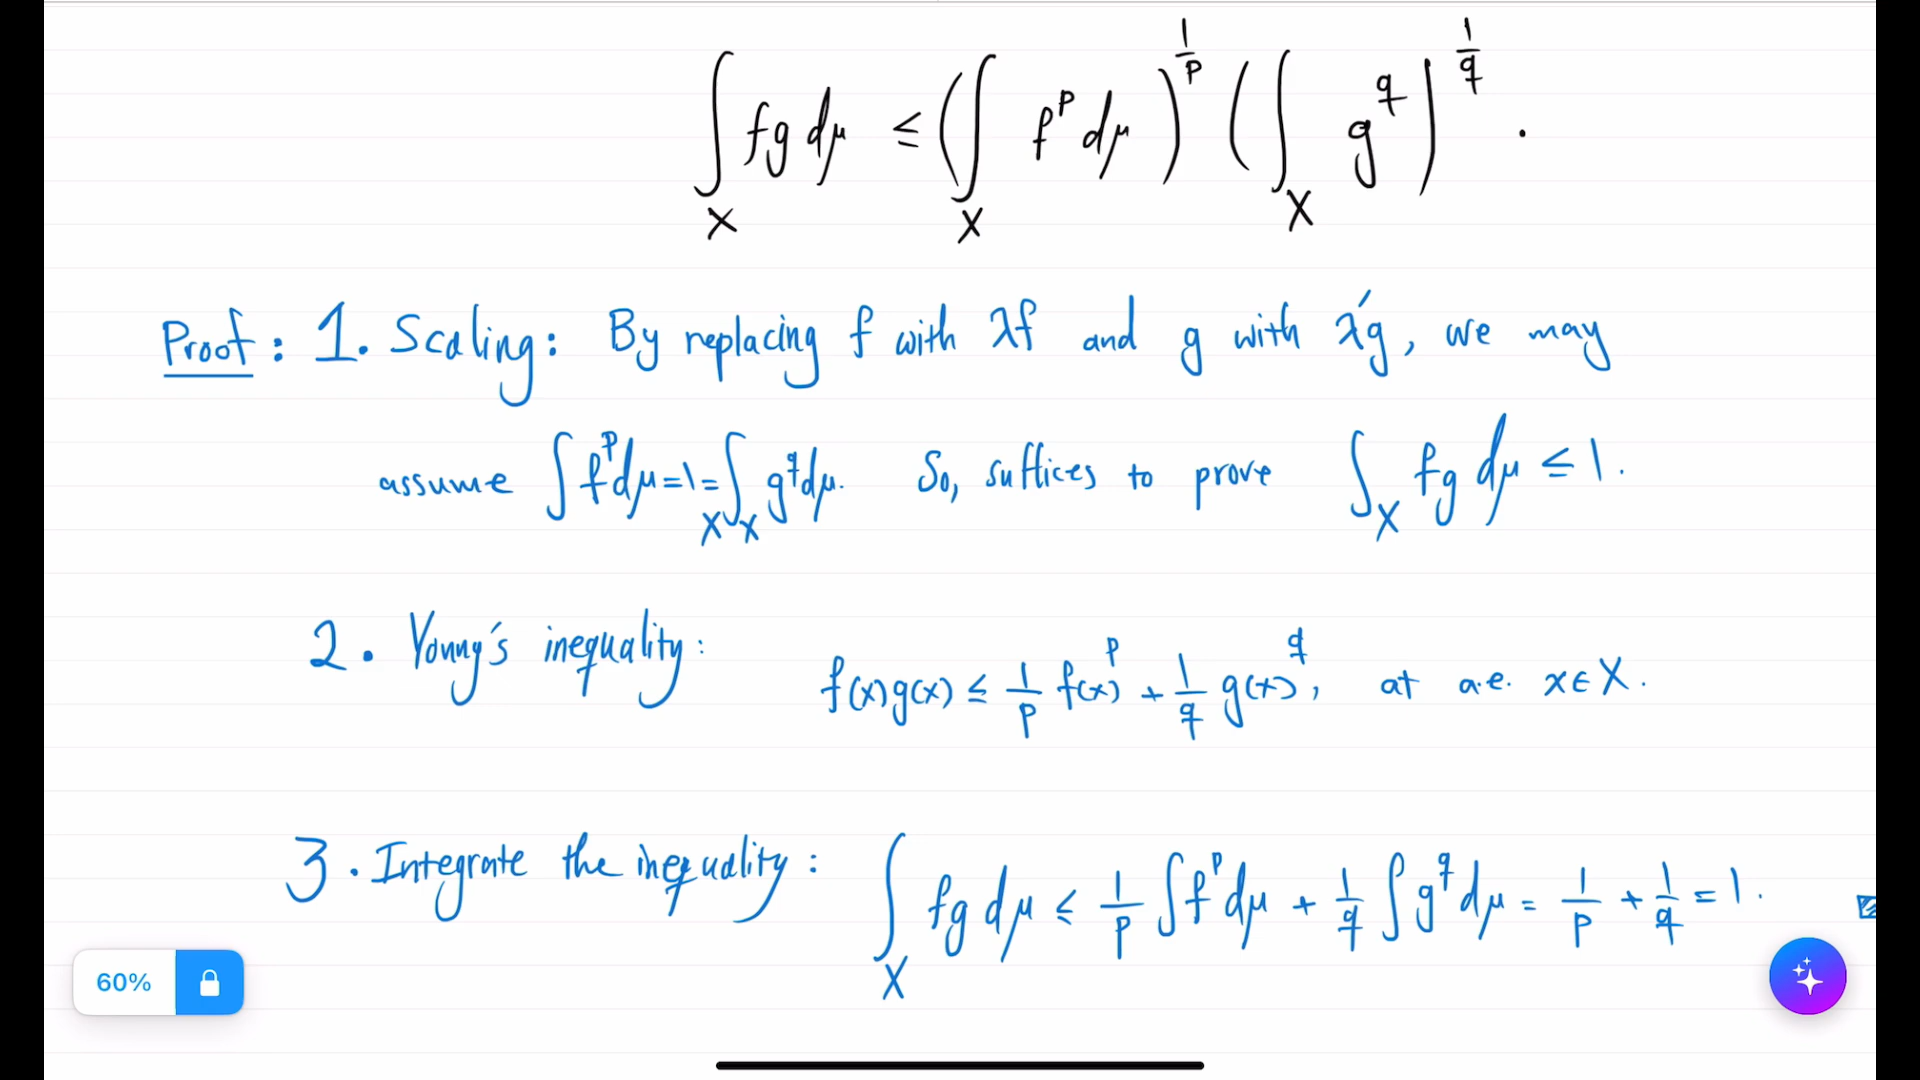 ∫_X fg dμ ≤ (∫_X f^p dμ)^{1/p} (∫_X g^q)^{1/q}.
Proof: 1. Scaling: By replacing f with λf and g with λ'g, we may
assume ∫_X f^p dμ = 1 = ∫_X g^q dμ. So, suffices to prove ∫_X fg dμ ≤ 1.
2. Young's inequality: f(x)g(x) ≤ 1/p f(x)^p + 1/q g(x)^q, at a.e. x ∈ X.
3. Integrate the inequality: ∫_X fg dμ ≤ 1/p ∫f^p dμ + 1/q ∫g^q dμ = 1/p + 1/q = 1.
60%